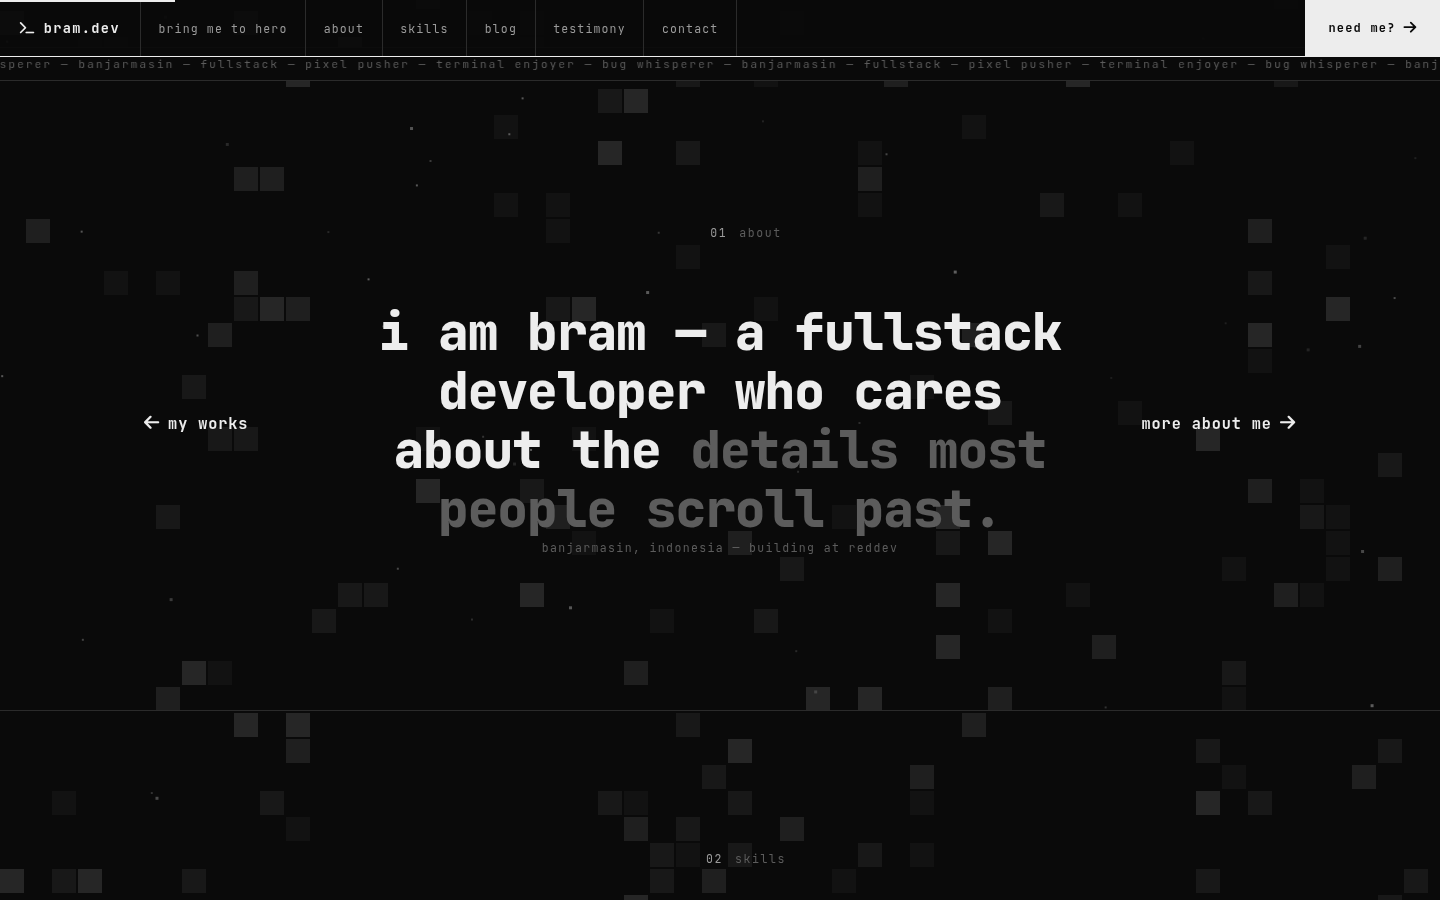 bram.dev
bring me to hero
about
skills
blog
testimony
contact
need me? →
sperer — banjarmasin — fullstack — pixel pusher — terminal enjoyer — bug whisperer — banjarmasin — fullstack — pixel pusher — terminal enjoyer — bug whisperer — banj
01 about
i am bram — a fullstack
developer who cares
about the details most
people scroll past.
← my works
more about me →
banjarmasin, indonesia — building at reddev
02 skills